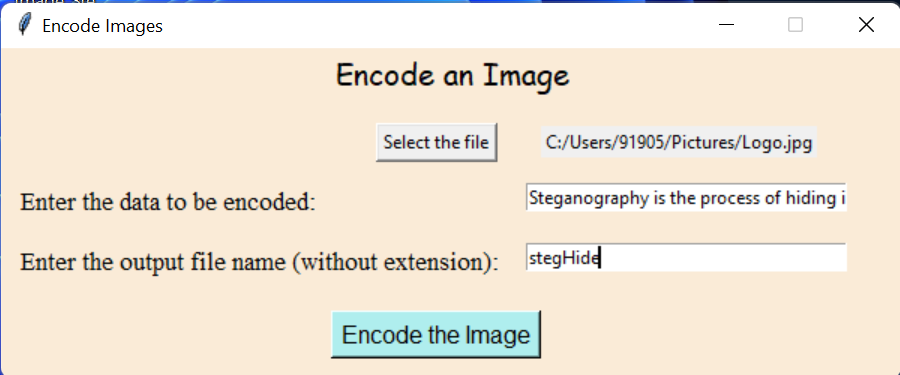 Encode Images
Encode an Image
Select the file C:/Users/91905/Pictures/Logo.jpg
Enter the data to be encoded: Steganography is the process of hiding i
Enter the output file name (without extension): stegHide
Encode the Image